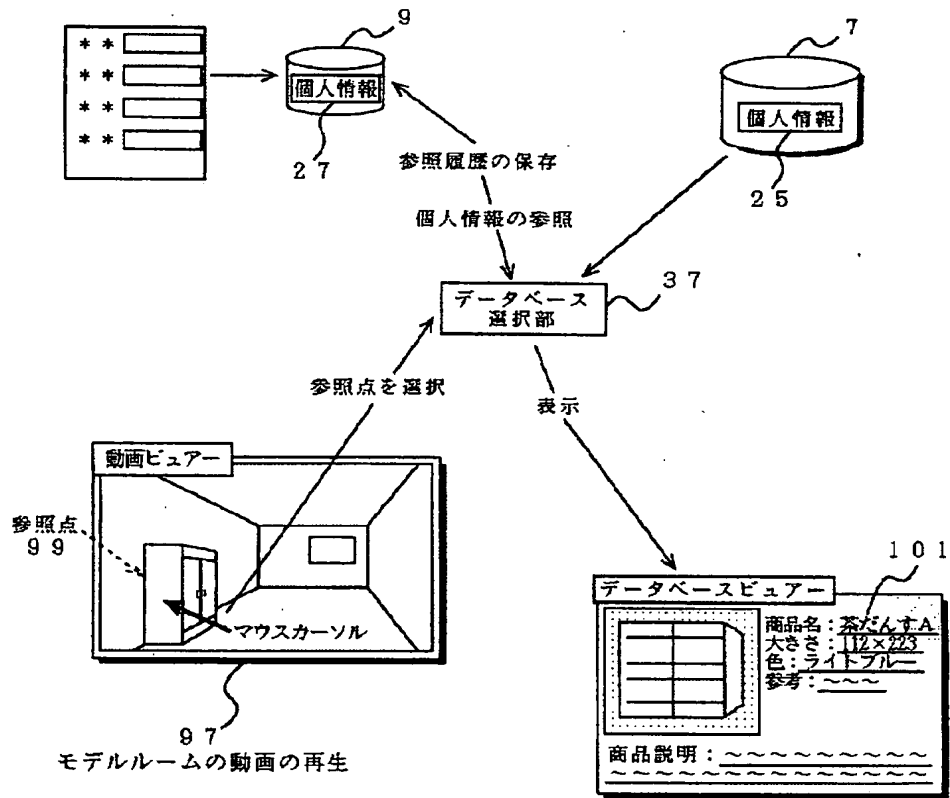 9
7
＊＊
＊＊
＊＊
＊＊
個人情報
個人情報
27
25
参照履歴の保存
個人情報の参照
37
データベース
選択部
参照点を選択
表示
動画ビュアー
参照点
99
マウスカーソル
97
モデルルームの動画の再生
101
データベースビュアー
商品名：茶だんすA
大きさ：112×223
色：ライトブルー
参考：～～～
商品説明：～～～～～～～～～
～～～～～～～～～～～～～～